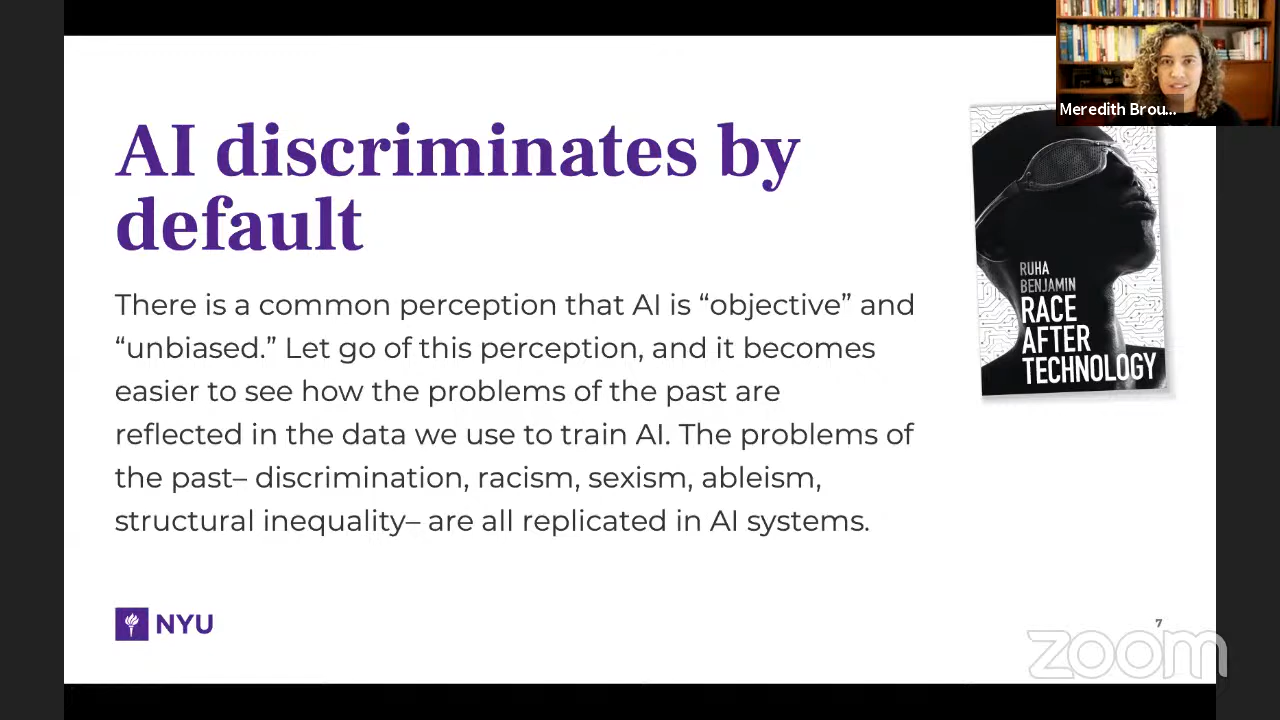 Meredith Brou...
AI discriminates by
default
There is a common perception that AI is “objective” and
“unbiased.” Let go of this perception, and it becomes
easier to see how the problems of the past are
reflected in the data we use to train AI. The problems of
the past– discrimination, racism, sexism, ableism,
structural inequality– are all replicated in AI systems.
RUHA
BENJAMIN
RACE
AFTER
TECHNOLOGY
NYU
7
zoom